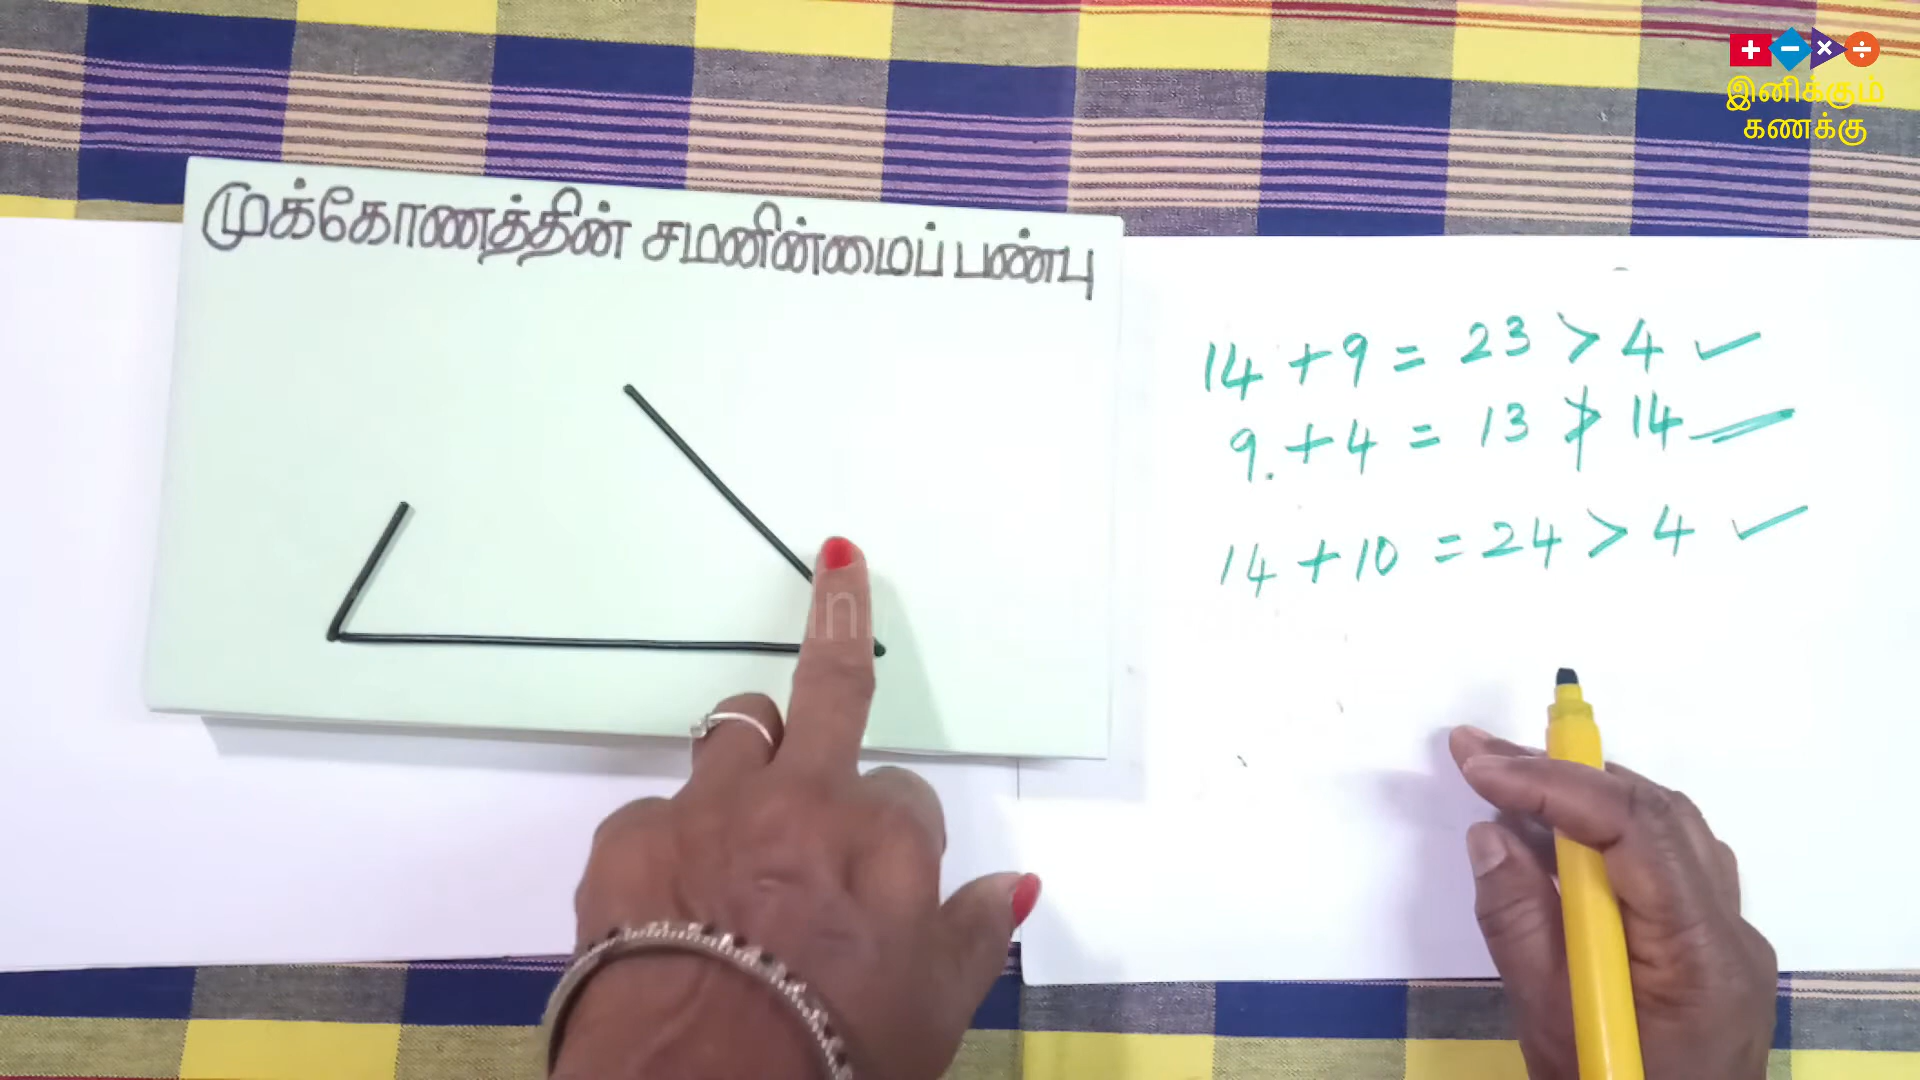 இனிக்கும்
கணக்கு
முக்கோணத்தின் சமனின்மைப் பண்பு
14 + 9 = 23 > 4 ✓
9. + 4 = 13 ≯ 14
14 + 10 = 24 > 4 ✓